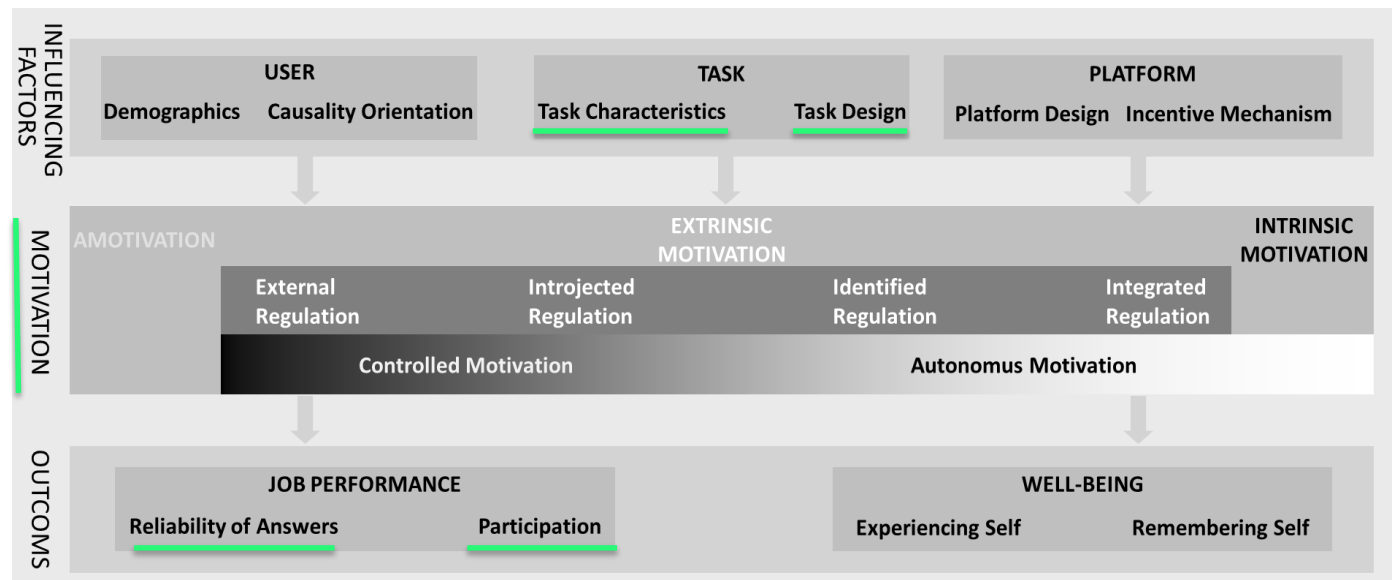 INFLUENCING
FACTORS
USER
Demographics Causality Orientation
TASK
Task Characteristics Task Design
PLATFORM
Platform Design Incentive Mechanism
MOTIVATION
AMOTIVATION
EXTRINSIC
MOTIVATION
INTRINSIC
MOTIVATION
External
Regulation
Introjected
Regulation
Identified
Regulation
Integrated
Regulation
Controlled Motivation
Autonomus Motivation
OUTCOMS
JOB PERFORMANCE
Reliability of Answers Participation
WELL-BEING
Experiencing Self Remembering Self